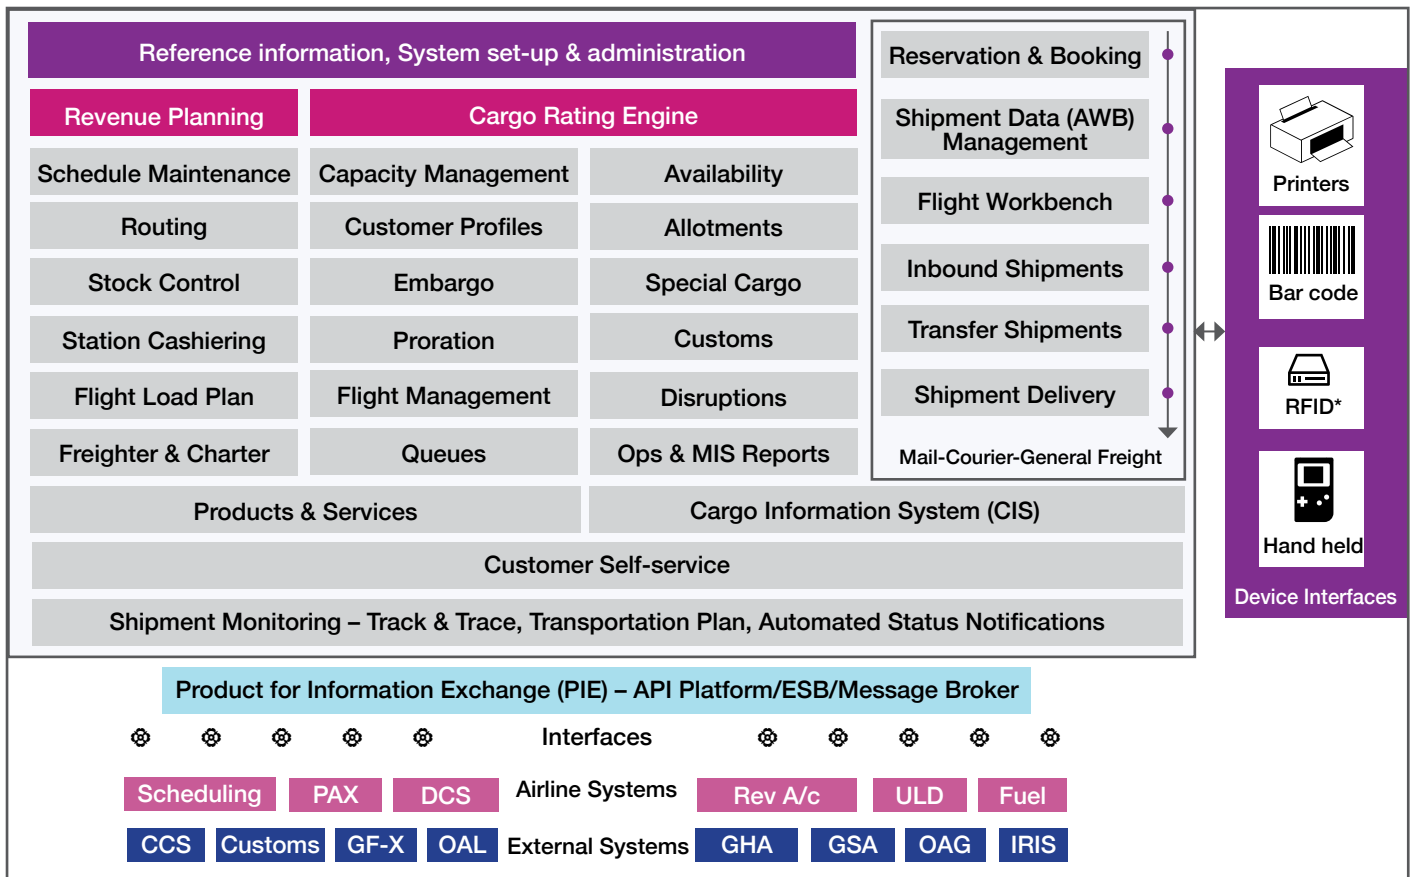 Reference information, System set-up & administration
Revenue Planning
Cargo Rating Engine
Schedule Maintenance
Capacity Management
Availability
Routing
Customer Profiles
Allotments
Stock Control
Embargo
Special Cargo
Station Cashiering
Proration
Customs
Flight Load Plan
Flight Management
Disruptions
Freighter & Charter
Queues
Ops & MIS Reports
Reservation & Booking
Shipment Data (AWB)
Management
Flight Workbench
Inbound Shipments
Transfer Shipments
Shipment Delivery
Mail-Courier-General Freight
Products & Services
Cargo Information System (CIS)
Customer Self-service
Shipment Monitoring – Track & Trace, Transportation Plan, Automated Status Notifications
Printers
Bar code
RFID*
Hand held
Device Interfaces
Product for Information Exchange (PIE) – API Platform/ESB/Message Broker
Interfaces
Scheduling
PAX
DCS
Airline Systems
Rev A/c
ULD
Fuel
CCS
Customs
GF-X
OAL
External Systems
GHA
GSA
OAG
IRIS